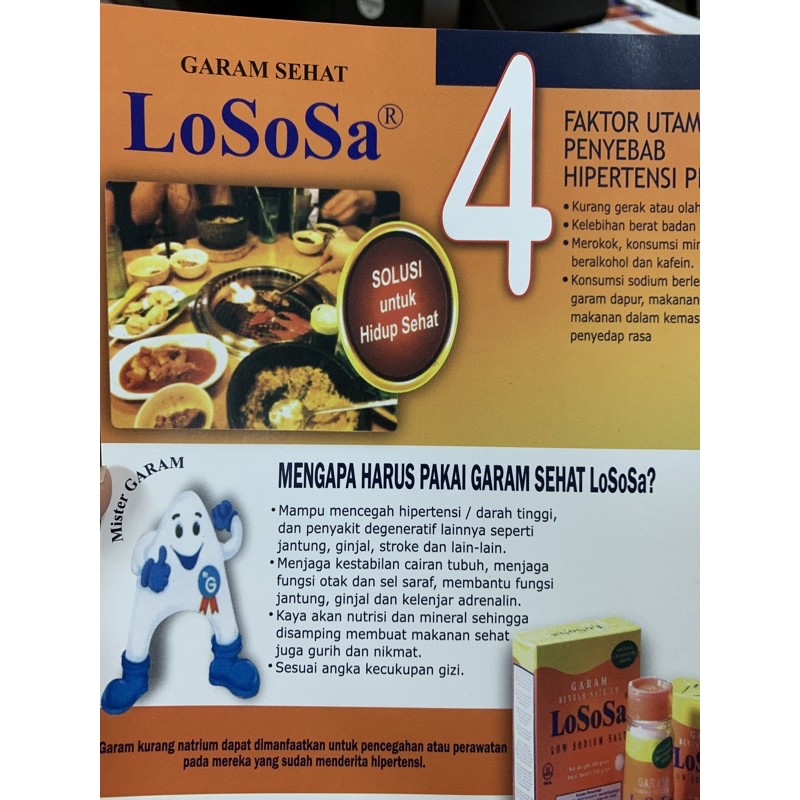 GARAM SEHAT
LoSoSa®
4
FAKTOR UTAM
PENYEBAB
HIPERTENSI P
• Kurang gerak atau olah
• Kelebihan berat badan
• Merokok, konsumsi mi
beralkohol dan kafein.
• Konsumsi sodium berle
garam dapur, makanan
makanan dalam kemas
penyedap rasa
SOLUSI
untuk
Hidup Sehat
Mister GARAM
MENGAPA HARUS PAKAI GARAM SEHAT LoSoSa?
• Mampu mencegah hipertensi / darah tinggi,
dan penyakit degeneratif lainnya seperti
jantung, ginjal, stroke dan lain-lain.
• Menjaga kestabilan cairan tubuh, menjaga
fungsi otak dan sel saraf, membantu fungsi
jantung, ginjal dan kelenjar adrenalin.
• Kaya akan nutrisi dan mineral sehingga
disamping membuat makanan sehat
juga gurih dan nikmat.
• Sesuai angka kecukupan gizi.
G
LoSoSa
GARAM
RENDAH NATRIUM
LoSoSa
LOW SODIUM SALT
GARAM
LoSo
Garam kurang natrium dapat dimanfaatkan untuk pencegahan atau perawatan
pada mereka yang sudah menderita hipertensi.